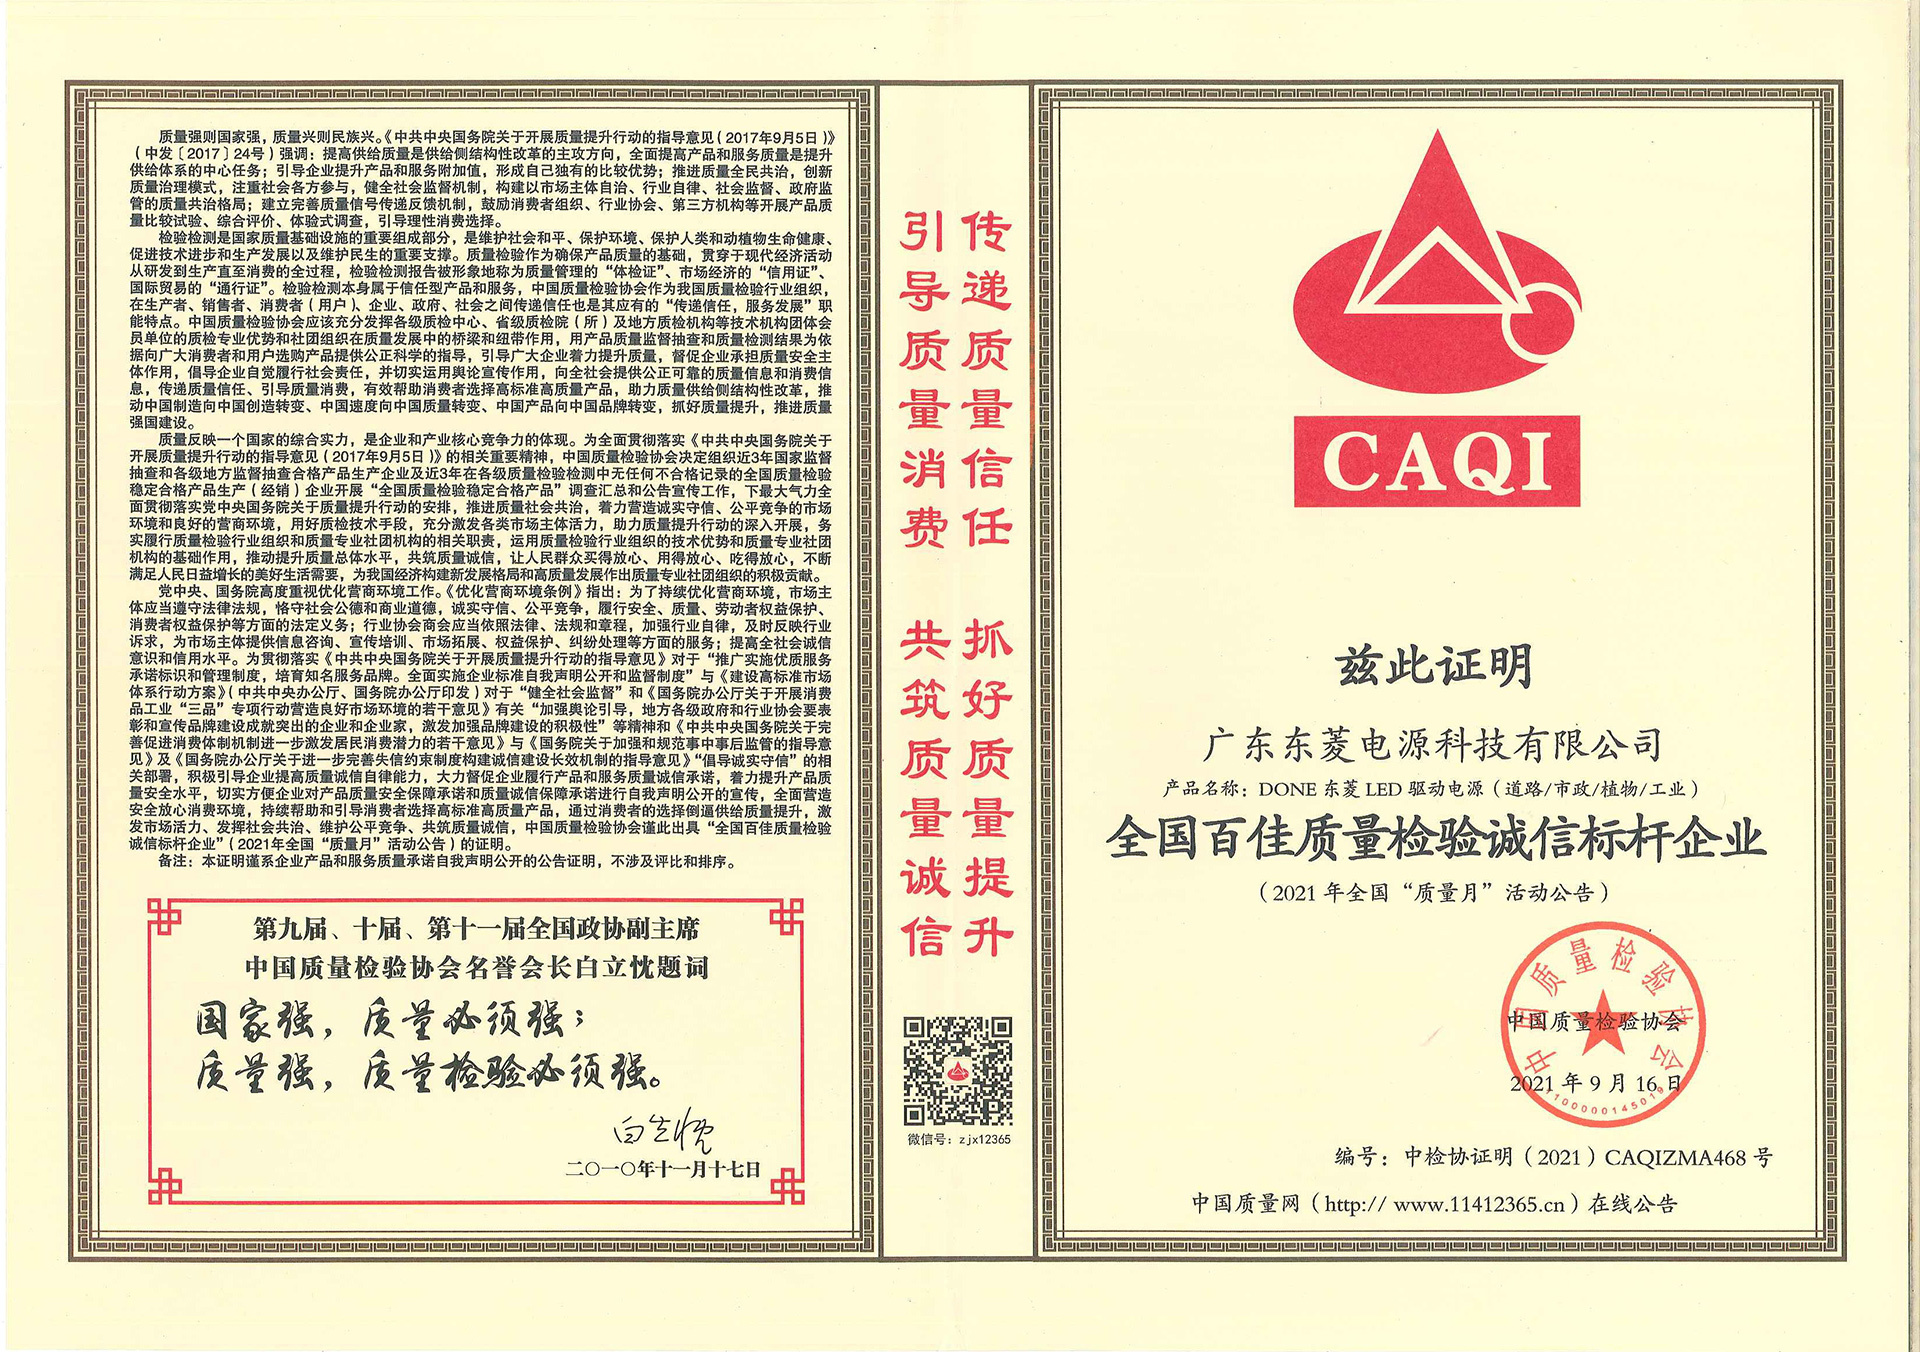 质量强则国家强，质量兴则民族兴。《中共中央国务院关于开展质量提升行动的指导意见（2017年9月5日）》
（中发〔2017〕24号）强调：提高供给质量是供给侧结构性改革的主攻方向，全面提高产品和服务质量是提升
供给体系的中心任务；引导企业提升产品和服务附加值，形成自己独有的比较优势；推进质量全民共治，创新
质量治理模式，注重社会各方参与，健全社会监督机制，构建以市场主体自治、行业自律、社会监督、政府监
管的质量共治格局；建立完善质量信号传递反馈机制，鼓励消费者组织、行业协会、第三方机构等开展产品质
量比较试验、综合评价、体验式调查，引导理性消费选择。
检验检测是国家质量基础设施的重要组成部分，是维护社会和平、保护环境、保护人类和动植物生命健康、
促进技术进步和生产发展以及维护民生的重要支撑。质量检验作为确保产品质量的基础，贯穿于现代经济活动
从研发到生产直至消费的全过程，检验检测报告被形象地称为质量管理的“体检证”、市场经济的“信用证”、
国际贸易的“通行证”。检验检测本身属于信任型产品和服务，中国质量检验协会作为我国质量检验行业组织，
在生产者、销售者、消费者（用户）、企业、政府、社会之间传递信任也是其应有的“传递信任，服务发展”职
能特点。中国质量检验协会应该充分发挥各级质检中心、省级质检院（所）及地方质检机构等技术机构团体会
员单位的质检专业优势和社团组织在质量发展中的桥梁和纽带作用，用产品质量监督抽查和质量检测结果为依
据向广大消费者和用户选购产品提供公正科学的指导，引导广大企业着力提升质量，督促企业承担质量安全主
体作用，倡导企业自觉履行社会责任，并切实运用舆论宣传作用，向全社会提供公正可靠的质量信息和消费信
息，传递质量信任、引导质量消费，有效帮助消费者选择高标准高质量产品，助力质量供给侧结构性改革，推
动中国制造向中国创造转变、中国速度向中国质量转变、中国产品向中国品牌转变，抓好质量提升，推进质量
强国建设。
质量反映一个国家的综合实力，是企业和产业核心竞争力的体现。为全面贯彻落实《中共中央国务院关于
开展质量提升行动的指导意见（2017年9月5日）》的相关重要精神，中国质量检验协会决定组织近3年国家监督
抽查和各级地方监督抽查合格产品生产企业及近3年在各级质量检验检测中无任何不合格记录的全国质量检验
稳定合格产品生产（经销）企业开展“全国质量检验稳定合格产品”调查汇总和公告宣传工作，下最大气力全
面贯彻落实党中央国务院关于质量提升行动的安排，推进质量社会共治，着力营造诚实守信、公平竞争的市场
环境和良好的营商环境，用好质检技术手段，充分激发各类市场主体活力，助力质量提升行动的深入开展，务
实履行质量检验行业组织和质量专业社团机构的相关职责，运用质量检验行业组织的技术优势和质量专业社团
机构的基础作用，推动提升质量总体水平，共筑质量诚信，让人民群众买得放心、用得放心、吃得放心，不断
满足人民日益增长的美好生活需要，为我国经济构建新发展格局和高质量发展作出质量专业社团组织的积极贡献。
党中央、国务院高度重视优化营商环境工作。《优化营商环境条例》指出：为了持续优化营商环境，市场主
体应当遵守法律法规，恪守社会公德和商业道德，诚实守信、公平竞争，履行安全、质量、劳动者权益保护、
消费者权益保护等方面的法定义务；行业协会商会应当依照法律、法规和章程，加强行业自律，及时反映行业
诉求，为市场主体提供信息咨询、宣传培训、市场拓展、权益保护、纠纷处理等方面的服务；提高全社会诚信
意识和信用水平。为贯彻落实《中共中央国务院关于开展质量提升行动的指导意见》对于“推广实施优质服务
承诺标识和管理制度，培育知名服务品牌。全面实施企业标准自我声明公开和监督制度”与《建设高标准市场
体系行动方案》（中共中央办公厅、国务院办公厅印发）对于“健全社会监督”和《国务院办公厅关于开展消费
品工业“三品”专项行动营造良好市场环境的若干意见》有关“加强舆论引导，地方各级政府和行业协会要表
彰和宣传品牌建设成就突出的企业和企业家，激发加强品牌建设的积极性”等精神和《中共中央国务院关于完
善促进消费体制机制进一步激发居民消费潜力的若干意见》与《国务院关于加强和规范事中事后监管的指导意
见》及《国务院办公厅关于进一步完善失信约束制度构建诚信建设长效机制的指导意见》“倡导诚实守信”的相
关部署，积极引导企业提高质量诚信自律能力，大力督促企业履行产品和服务质量诚信承诺，着力提升产品质
量安全水平，切实方便企业对产品质量安全保障承诺和质量诚信保障承诺进行自我声明公开的宣传，全面营造
安全放心消费环境，持续帮助和引导消费者选择高标准高质量产品，通过消费者的选择倒逼供给质量提升，激
发市场活力、发挥社会共治、维护公平竞争、共筑质量诚信，中国质量检验协会谨此出具“全国百佳质量检验
诚信标杆企业”（2021年全国“质量月”活动公告）的证明。
备注：本证明谨系企业产品和服务质量承诺自我声明公开的公告证明，不涉及评比和排序。
第九届、十届、第十一届全国政协副主席
中国质量检验协会名誉会长白立忱题词
国家强，质量必须强；
质量强，质量检验必须强。
白立忱
二〇一〇年十一月十七日
传递质量信任 抓好质量提升
引导质量消费 共筑质量诚信
微信号：zjx12365
CAQI
兹此证明
广东东菱电源科技有限公司
产品名称：DONE 东菱 LED 驱动电源（道路/市政/植物/工业）
全国百佳质量检验诚信标杆企业
（2021 年全国“质量月”活动公告）
中国质量检验协会
中国质量检验协会
2021 年 9 月 16 日
1100000145019
编号：中检协证明（2021）CAQIZMA468 号
中国质量网（http:// www.11412365.cn）在线公告